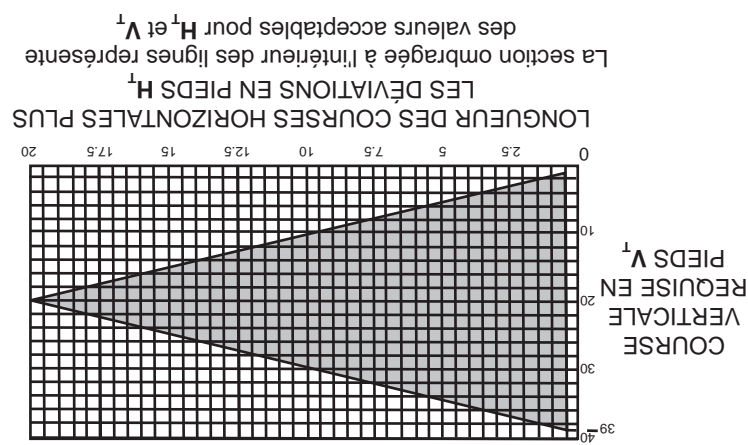 COURSE
VERTICALE
REQUISE EN
PIEDS V_T
40
39
30
20
10
0 2.5 5 7.5 10 12.5 15 17.5 20
LONGUEUR DES COURSES HORIZONTALES PLUS
LES DÉVIATIONS EN PIEDS H_T
La section ombragée à l'intérieur des lignes représente
des valeurs acceptables pour H_T et V_T